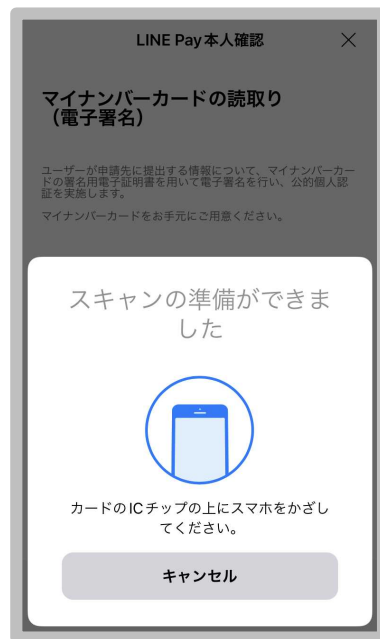 LINE Pay本人確認
マイナンバーカードの読取り
（電子署名）
ユーザーが申請先に提出する情報について、マイナンバーカー
ドの署名用電子証明書を用いて電子署名を行い、公的個人認
証を実施します。
マイナンバーカードをお手元にご用意ください。
スキャンの準備ができま
した
カードのICチップの上にスマホをかざし
てください。
キャンセル